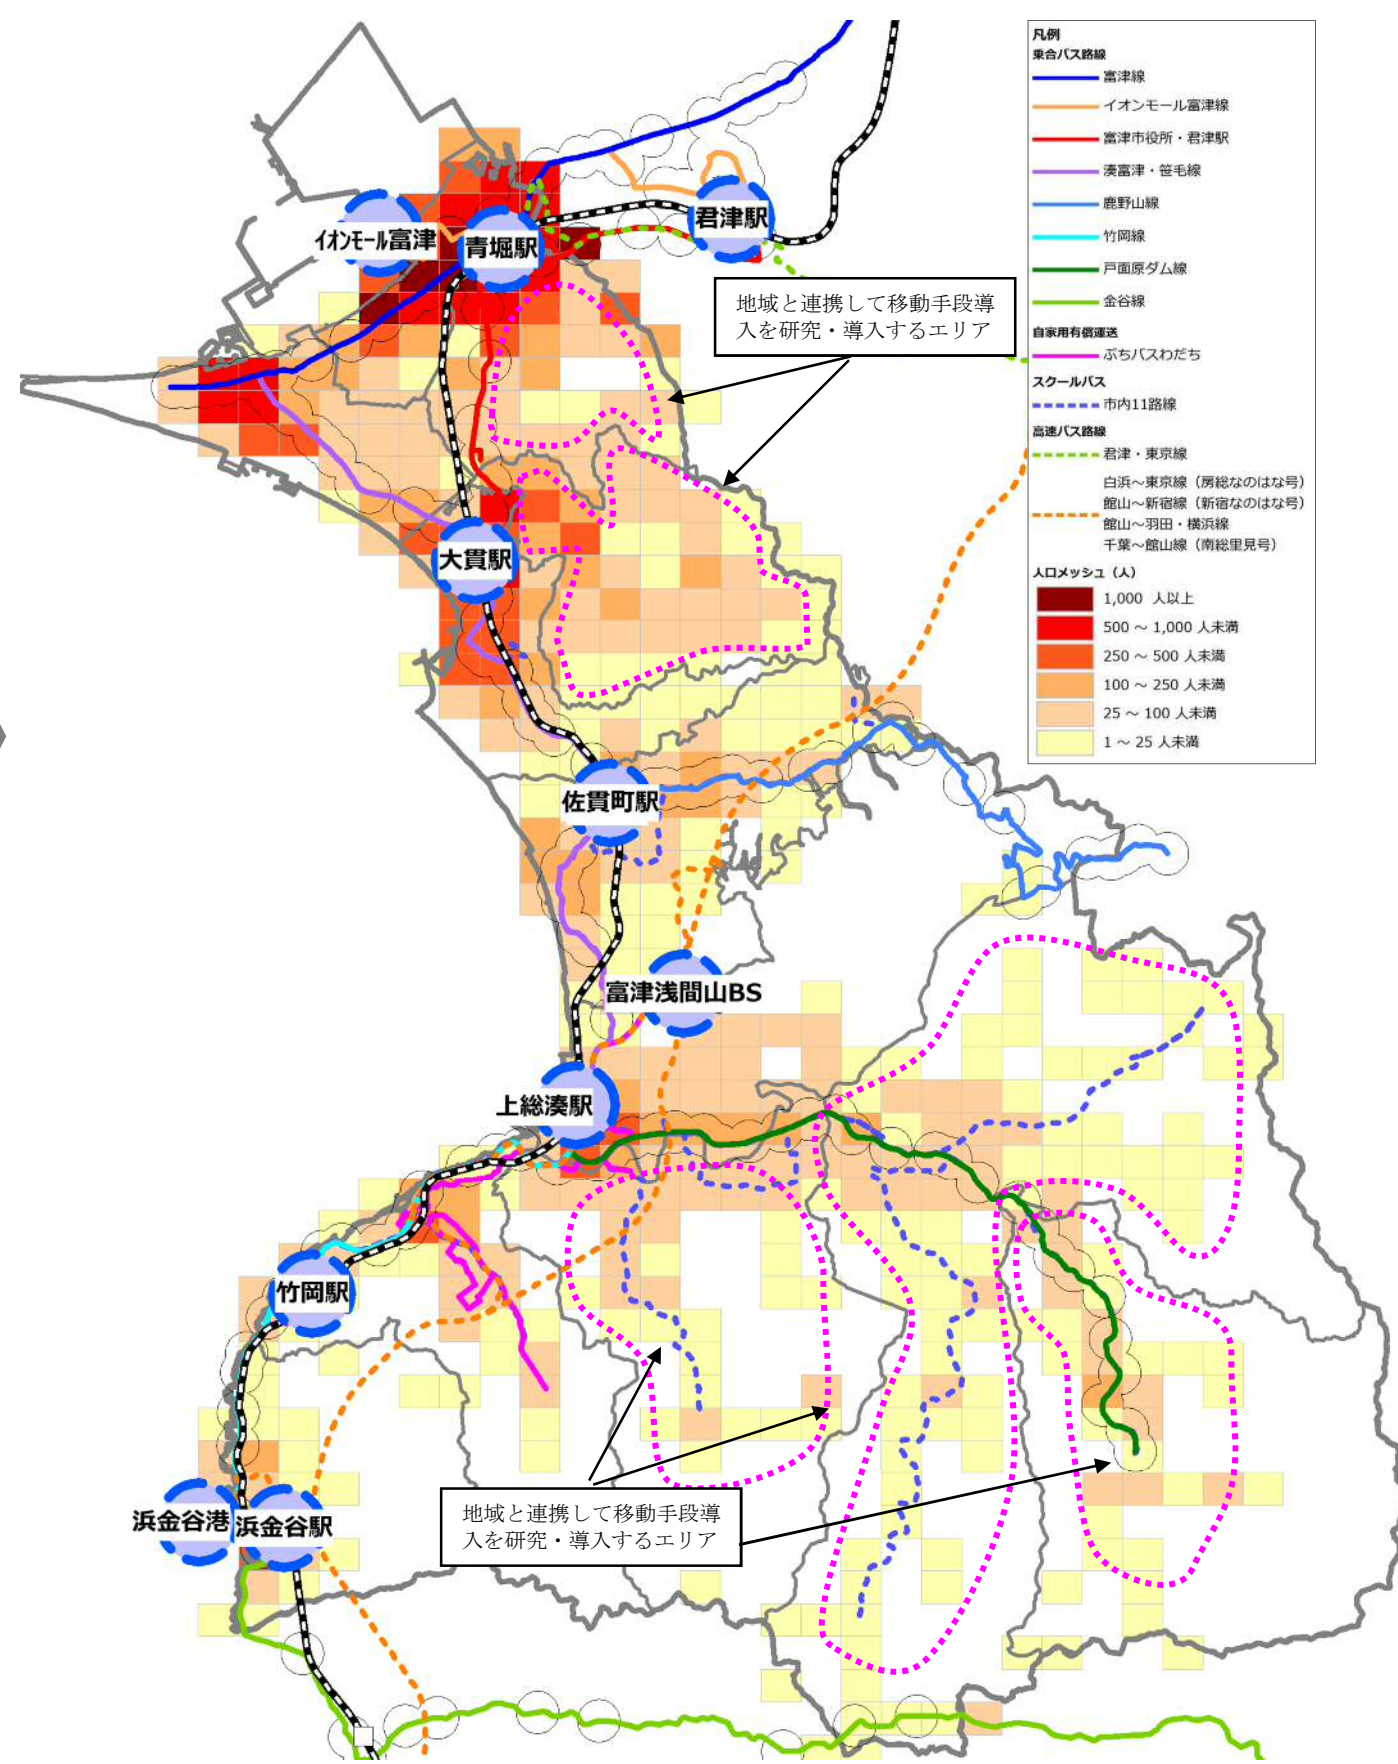 凡例
乗合バス路線
富津線
イオンモール富津線
富津市役所・君津駅
湊富津・笹毛線
鹿野山線
竹岡線
戸面原ダム線
金谷線
自家用有償運送
ぷちバスわだち
スクールバス
市内11路線
高速バス路線
君津・東京線
白浜～東京線（房総なのはな号）
館山～新宿線（新宿なのはな号）
館山～羽田・横浜線
千葉～館山線（南総里見号）
人口メッシュ（人）
1,000 人以上
500 ～ 1,000 人未満
250 ～ 500 人未満
100 ～ 250 人未満
25 ～ 100 人未満
1 ～ 25 人未満
君津駅
イオンモール富津
青堀駅
地域と連携して移動手段導
入を研究・導入するエリア
大貫駅
佐貫町駅
富津浅間山BS
上総湊駅
竹岡駅
浜金谷港
浜金谷駅
地域と連携して移動手段導
入を研究・導入するエリア